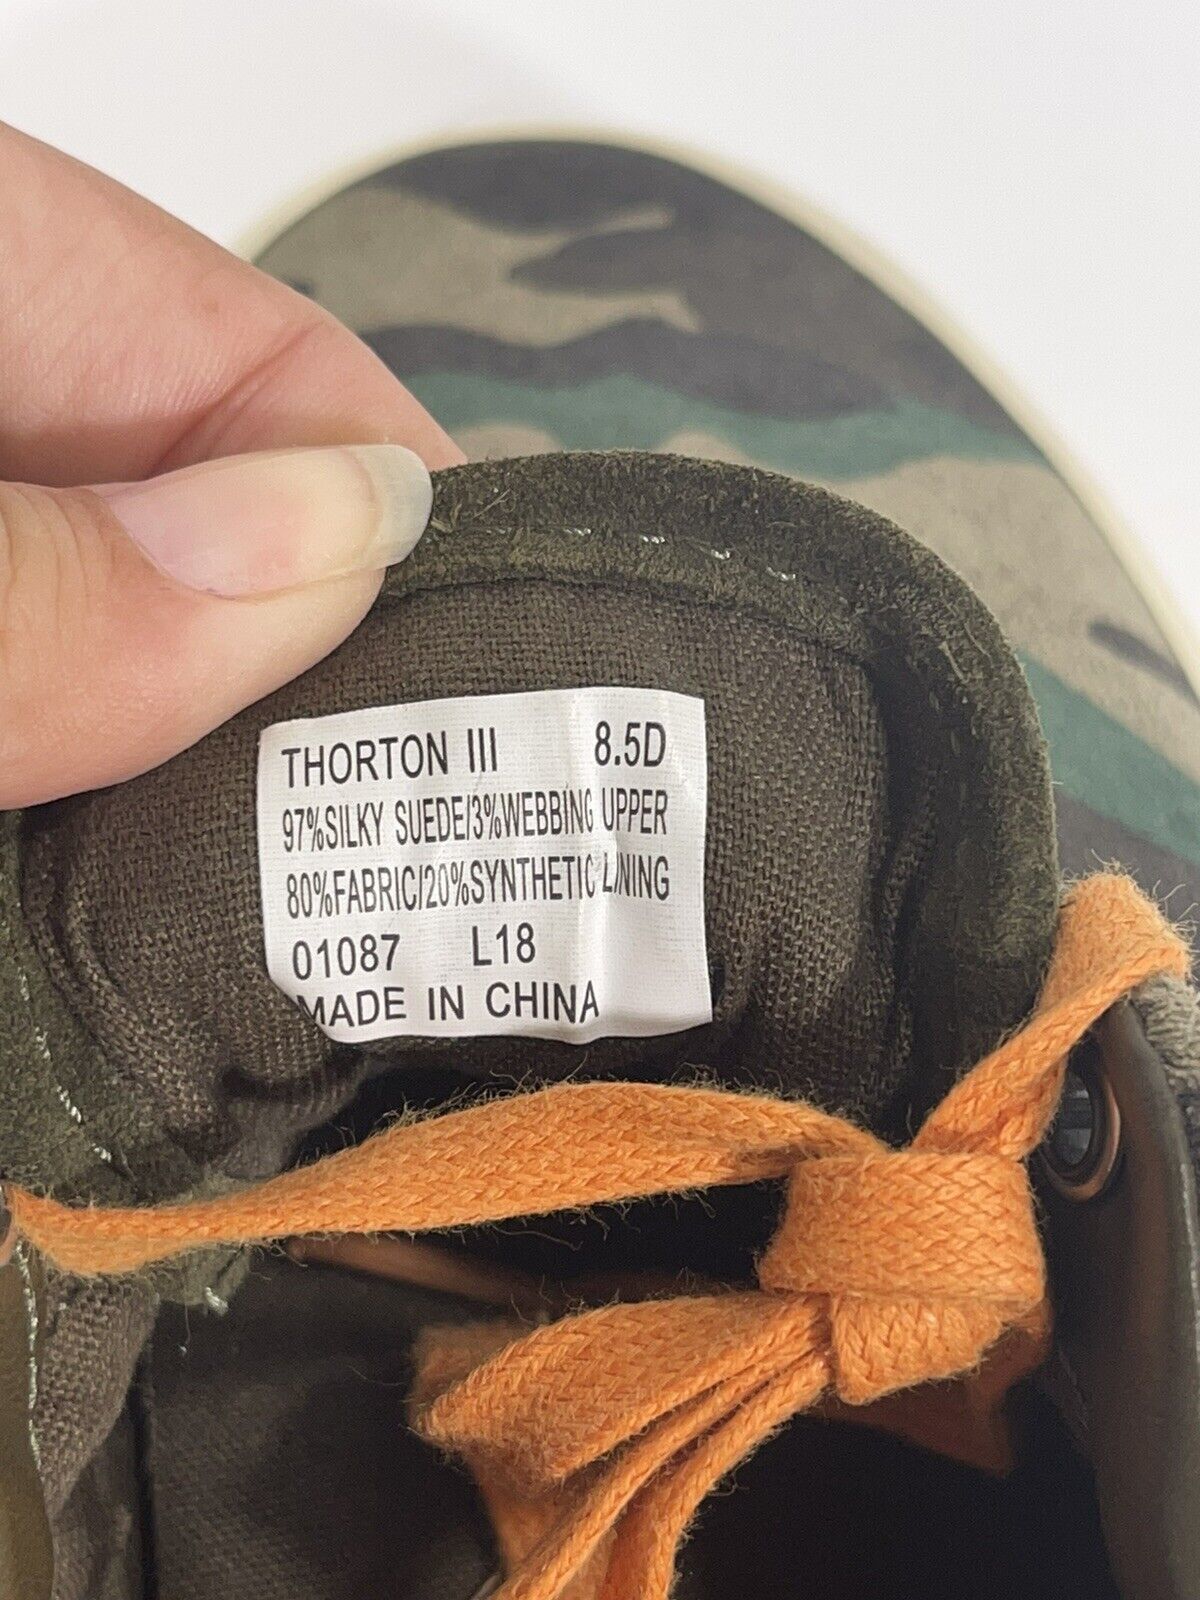 THORTON III 8.5D
97%SILKY SUEDE/3%WEBBING UPPER
80%FABRIC/20%SYNTHETIC LINING
01087 L18
MADE IN CHINA